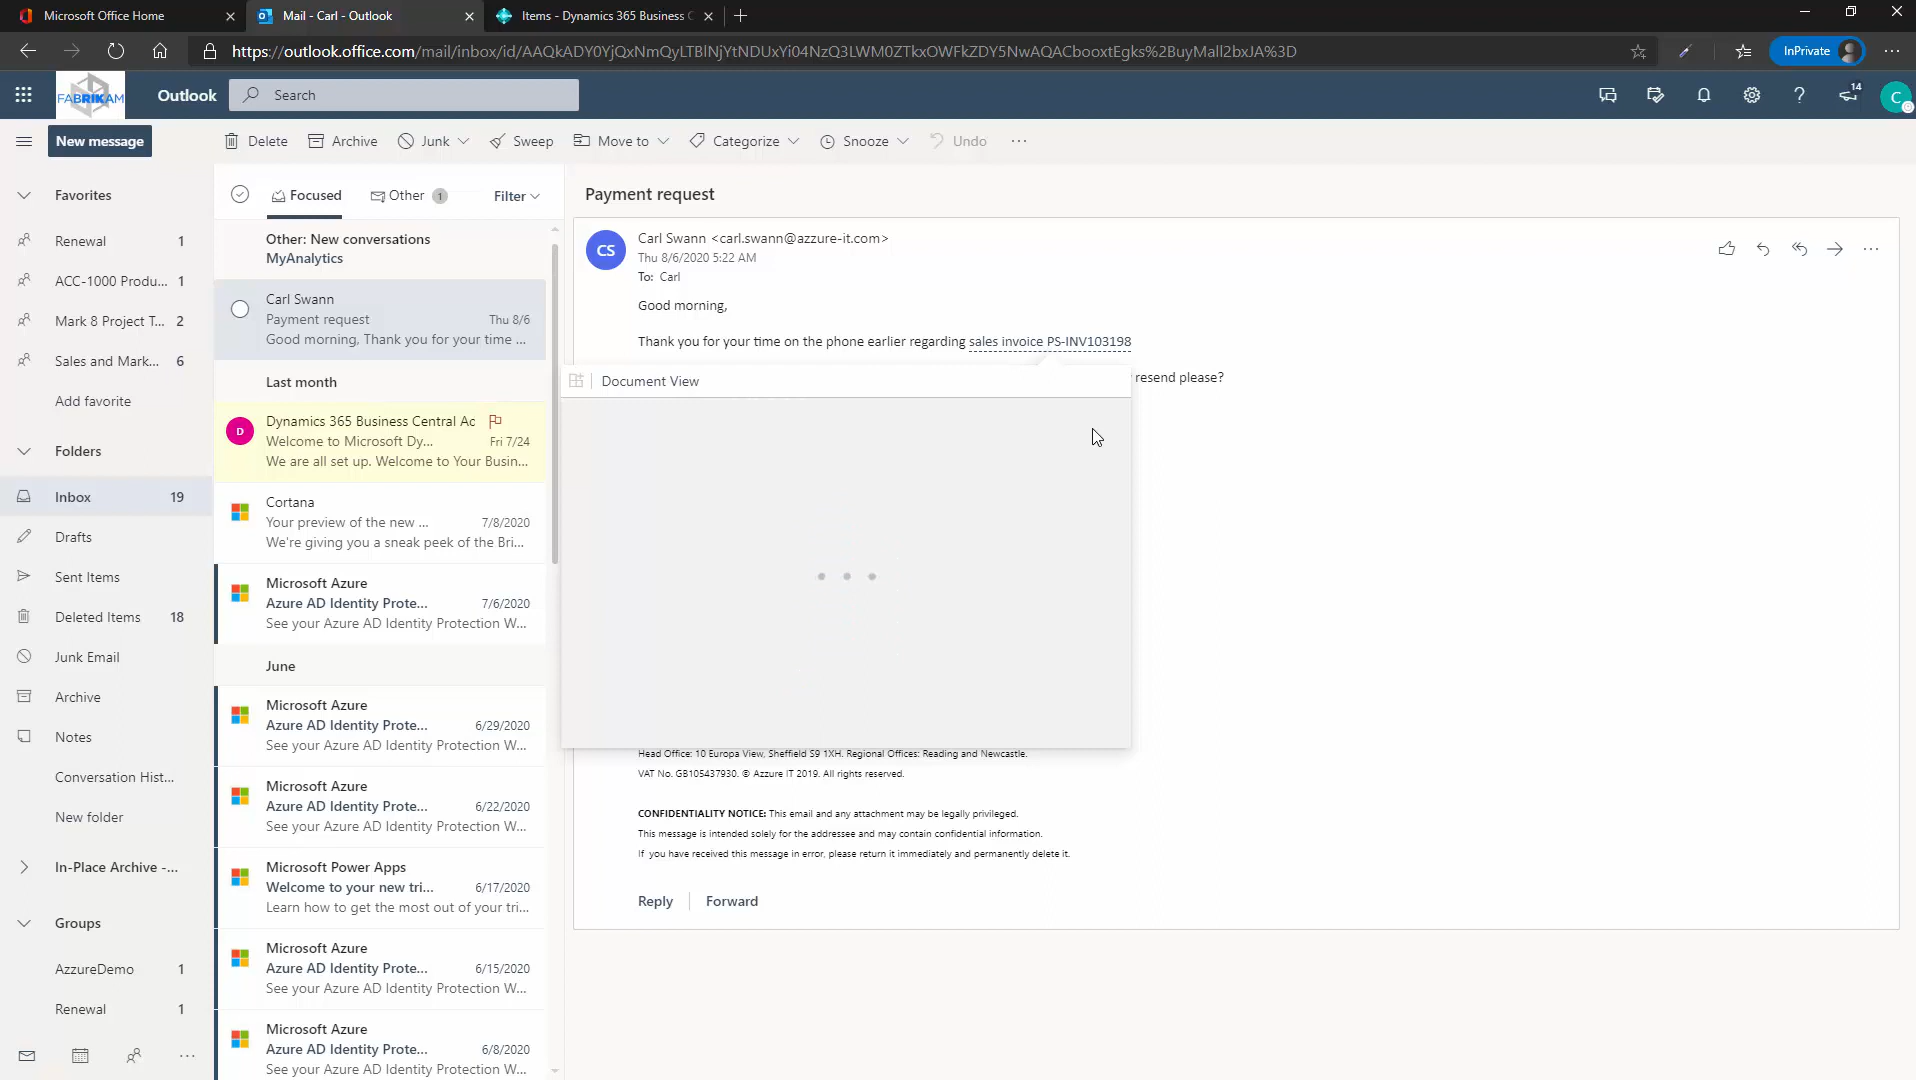 Microsoft Office Home
Mail - Carl - Outlook
Items - Dynamics 365 Business C
https://outlook.office.com/mail/inbox/id/AAQkADY0YjQxNmQyLTBlNjYtNDUxYi04NzQ3LWM0ZTkxOWFkZDY5NwAQACbooxtEgks%2BuyMall2bxJA%3D
InPrivate
FABRIKAM
Outlook
Search
14
C
New message
Delete
Archive
Junk
Sweep
Move to
Categorize
Snooze
Undo
Favorites
Renewal 1
ACC-1000 Produ... 1
Mark 8 Project T... 2
Sales and Mark... 6
Add favorite
Folders
Inbox 19
Drafts
Sent Items
Deleted Items 18
Junk Email
Archive
Notes
Conversation Hist...
New folder
In-Place Archive -...
Groups
AzzureDemo 1
Renewal 1
Focused
Other 1
Filter
Other: New conversations
MyAnalytics
Carl Swann
Payment request Thu 8/6
Good morning, Thank you for your time ...
Last month
D
Dynamics 365 Business Central Ac
Welcome to Microsoft Dy... Fri 7/24
We are all set up. Welcome to Your Busin...
Cortana
Your preview of the new ... 7/8/2020
We're giving you a sneak peek of the Bri...
Microsoft Azure
Azure AD Identity Prote... 7/6/2020
See your Azure AD Identity Protection W...
June
Microsoft Azure
Azure AD Identity Prote... 6/29/2020
See your Azure AD Identity Protection W...
Microsoft Azure
Azure AD Identity Prote... 6/22/2020
See your Azure AD Identity Protection W...
Microsoft Power Apps
Welcome to your new tri... 6/17/2020
Learn how to get the most out of your tri...
Microsoft Azure
Azure AD Identity Prote... 6/15/2020
See your Azure AD Identity Protection W...
Microsoft Azure
Azure AD Identity Prote... 6/8/2020
See your Azure AD Identity Protection W...
Payment request
CS
Carl Swann <carl.swann@azzure-it.com>
Thu 8/6/2020 5:22 AM
To: Carl
Good morning,
Thank you for your time on the phone earlier regarding sales invoice PS-INV103198
resend please?
Document View
Head Office: 10 Europa View, Sheffield S9 1XH. Regional Offices: Reading and Newcastle.
VAT No. GB105437930. © Azzure IT 2019. All rights reserved.
CONFIDENTIALITY NOTICE: This email and any attachment may be legally privileged.
This message is intended solely for the addressee and may contain confidential information.
If you have received this message in error, please return it immediately and permanently delete it.
Reply
Forward